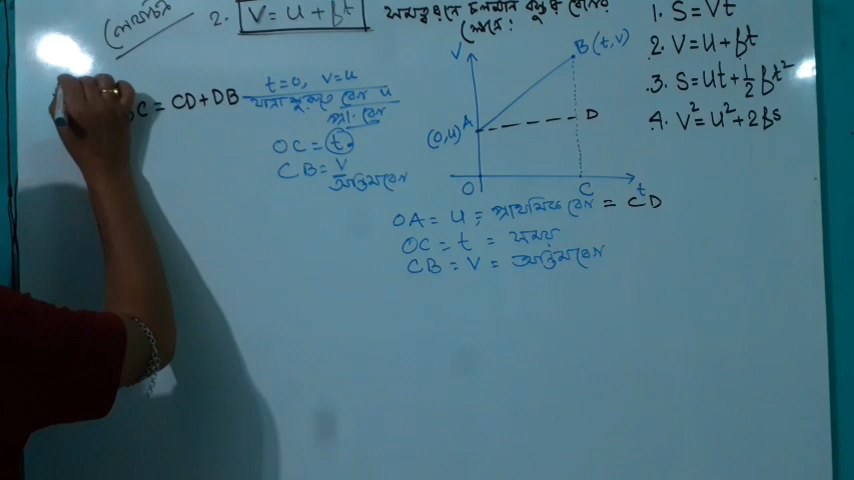 লেখচিত্র
2. V = u + ft সমত্বরণে চলমান বস্তুর বেগের
ক্ষেত্রে:
1. S = Vt
2. V = u + ft
3. S = ut + ½ ft²
4. V² = u² + 2fs
BC = CD + DB
t=0, v=u
যাত্রা শুরুতে বেগ u
প্রা. বেগ
OC = t.
CB = V
অন্তিমবেগ
V
B (t, v)
(0,u) A
D
O
C
t
OA = u = প্রাথমিক বেগ = CD
OC = t = সময়
CB = V = অন্তিমবেগ